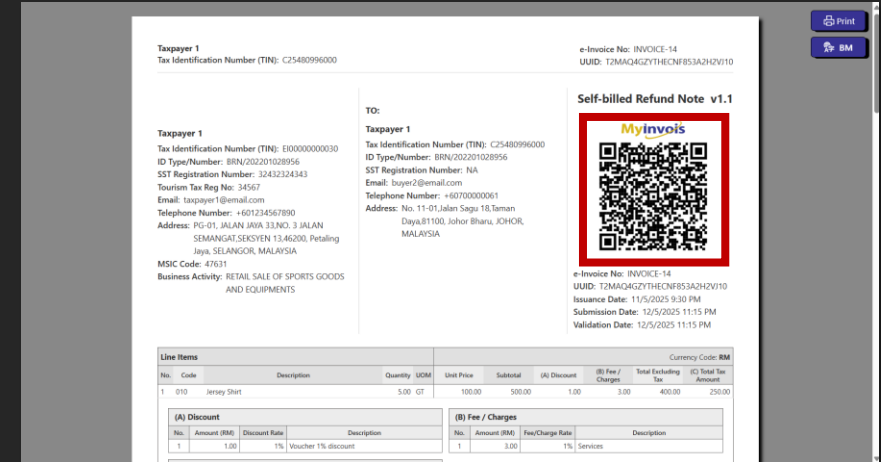 Print
BM
Taxpayer 1
Tax Identification Number (TIN): C25480996000
e-Invoice No: INVOICE-14
UUID: T2MAQ4GZYTHECNF853A2H2VJ10
Taxpayer 1
Tax Identification Number (TIN): EI00000000030
ID Type/Number: BRN/202201028956
SST Registration Number: 32432324343
Tourism Tax Reg No: 34567
Email: taxpayer1@email.com
Telephone Number: +601234567890
Address: PG-01, JALAN JAYA 33,NO. 3 JALAN
SEMANGAT,SEKSYEN 13,46200, Petaling
Jaya, SELANGOR, MALAYSIA
MSIC Code: 47631
Business Activity: RETAIL SALE OF SPORTS GOODS
AND EQUIPMENTS
TO:
Taxpayer 1
Tax Identification Number (TIN): C25480996000
ID Type/Number: BRN/202201028956
SST Registration Number: NA
Email: buyer2@email.com
Telephone Number: +60700000061
Address: No. 11-01,Jalan Sagu 18,Taman
Daya,81100, Johor Bharu, JOHOR,
MALAYSIA
Self-billed Refund Note v1.1
Myinvois
e-Invoice No: INVOICE-14
UUID: T2MAQ4GZYTHECNF853A2H2VJ10
Issuance Date: 11/5/2025 9:30 PM
Submission Date: 12/5/2025 11:15 PM
Validation Date: 12/5/2025 11:15 PM
Line Items Currency Code: RM
No. Code Description Quantity UOM Unit Price Subtotal (A) Discount (B) Fee / Charges Total Excluding Tax (C) Total Tax Amount
1 010 Jersey Shirt 5.00 GT 100.00 500.00 1.00 3.00 400.00 250.00
(A) Discount
No. Amount (RM) Discount Rate Description
1 1.00 1% Voucher 1% discount
(B) Fee / Charges
No. Amount (RM) Fee/Charge Rate Description
1 3.00 1% Services